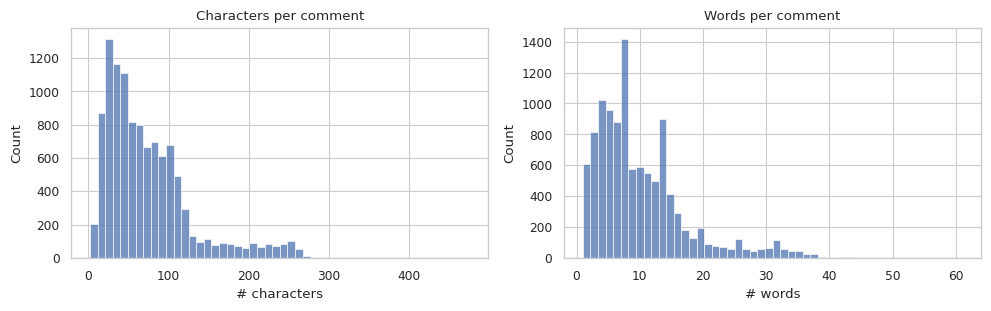 Characters per comment
1200
1000
800
600
400
200
0
Count
0 100 200 300 400
# characters
Words per comment
1400
1200
1000
800
600
400
200
0
Count
0 10 20 30 40 50 60
# words